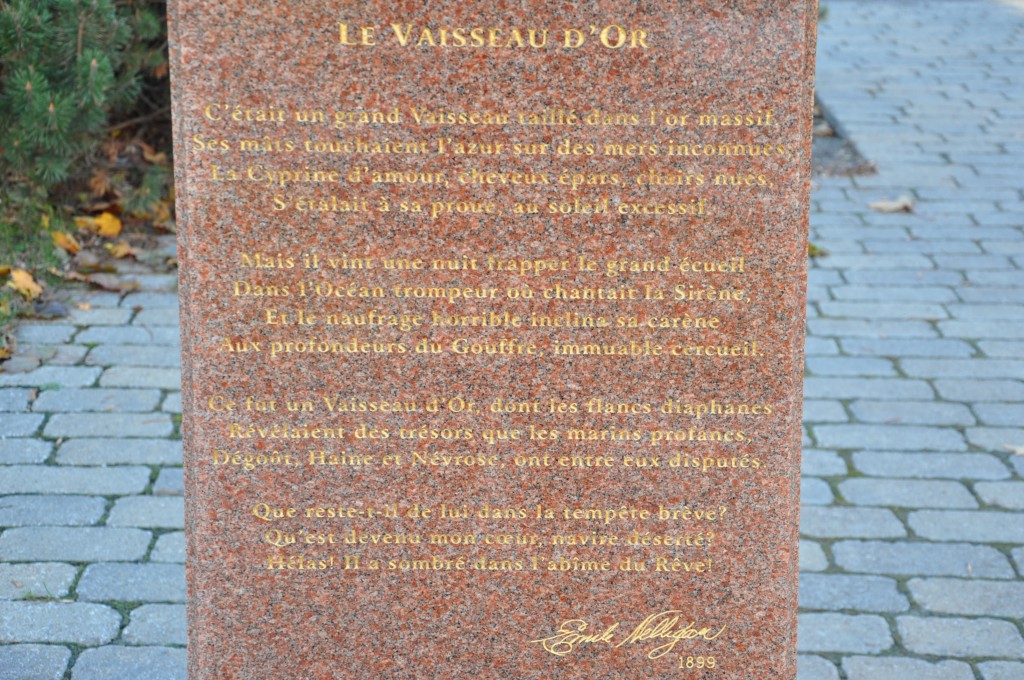 LE VAISSEAU D'OR
C'était un grand Vaisseau taillé dans l'or massif.
Ses mâts touchaient l'azur sur des mers inconnues.
La Cyprine d'amour, cheveux épars, chairs nues,
S'étalait à sa proue, au soleil excessif.
Mais il vint une nuit frapper le grand écueil
Dans l'Océan trompeur où chantait la Sirène,
Et le naufrage horrible inclina sa carène
Aux profondeurs du Gouffre, immuable cercueil.
Ce fut un Vaisseau d'Or, dont les flancs diaphanes
Révélaient des trésors que les marins profanes,
Dégoût, Haine et Névrose, ont entre eux disputés.
Que reste-t-il de lui dans la tempête brève?
Qu'est devenu mon cœur, navire déserté?
Hélas! Il a sombré dans l'abîme du Rêve!
Émile Nelligan
1899